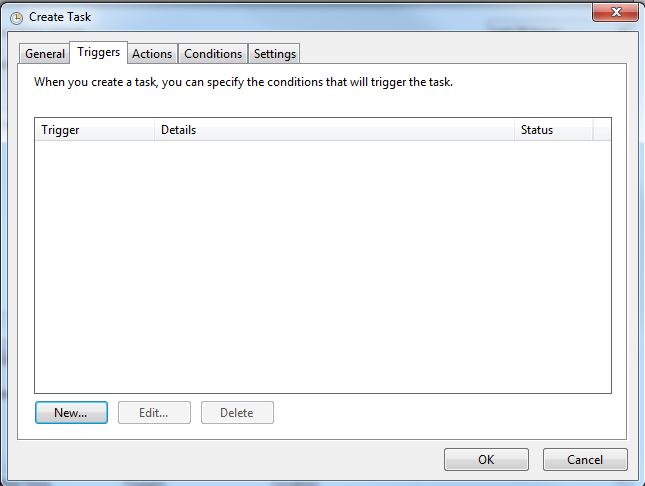 Create Task
General Triggers Actions Conditions Settings
When you create a task, you can specify the conditions that will trigger the task.
Trigger Details Status
New... Edit... Delete
OK Cancel